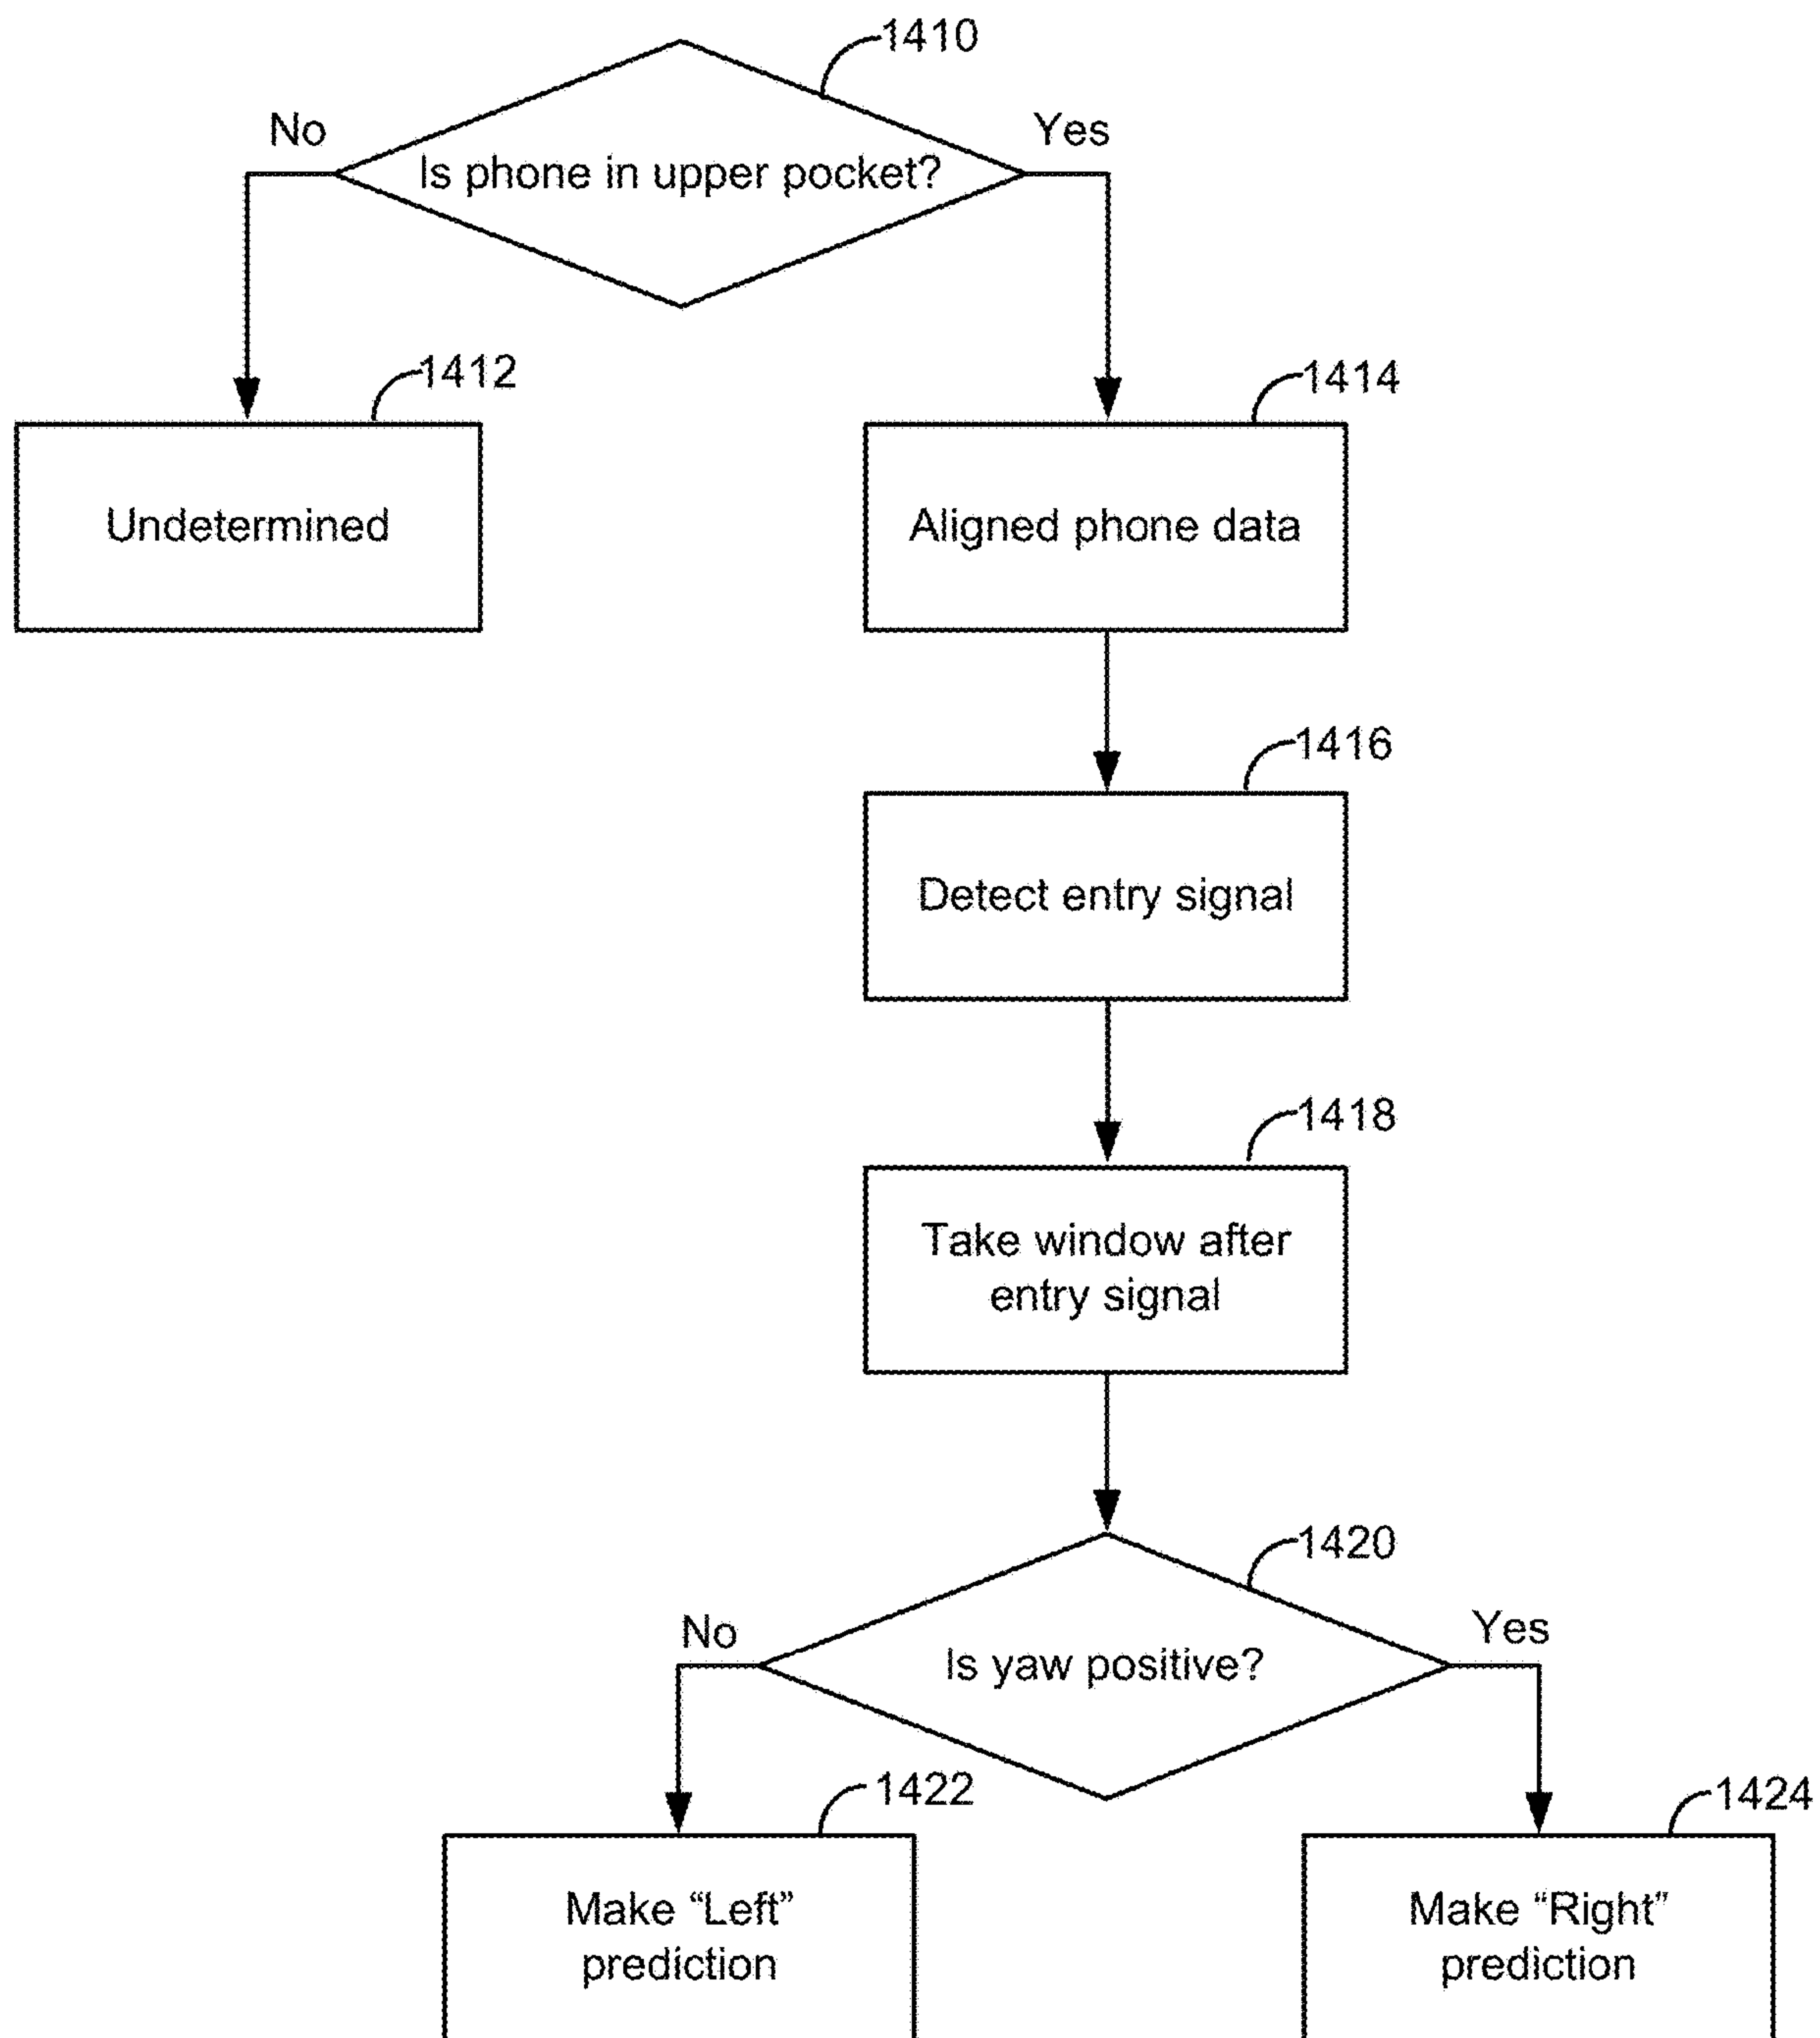 1410
No
Yes
Is phone in upper pocket?
1412
1414
Undetermined
Aligned phone data
1416
Detect entry signal
1418
Take window after
entry signal
1420
No
Yes
Is yaw positive?
1422
1424
Make “Left”
prediction
Make “Right”
prediction